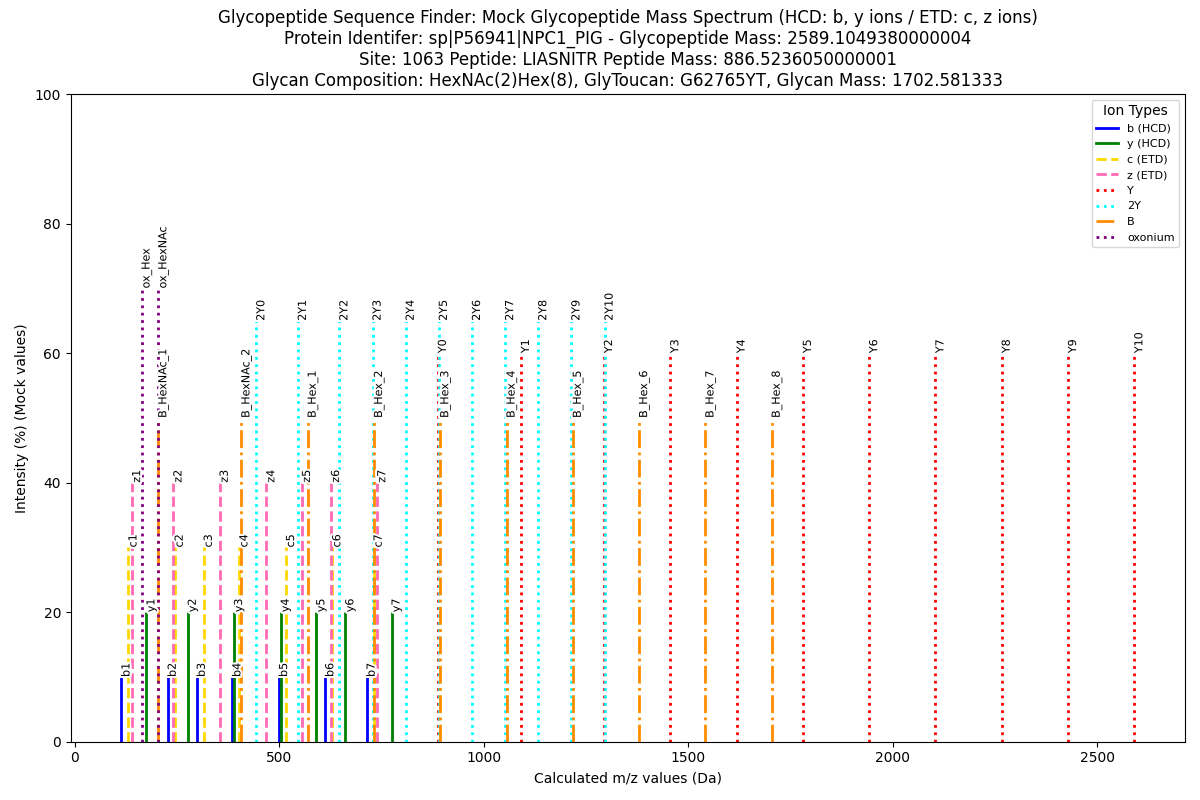 Glycopeptide Sequence Finder: Mock Glycopeptide Mass Spectrum (HCD: b, y ions / ETD: c, z ions)
Protein Identifer: sp|P56941|NPC1_PIG - Glycopeptide Mass: 2589.1049380000004
Site: 1063 Peptide: LIASNITR Peptide Mass: 886.5236050000001
Glycan Composition: HexNAc(2)Hex(8), GlyToucan: G62765YT, Glycan Mass: 1702.581333
Intensity (%) (Mock values)
100
80
60
40
20
0
Ion Types
b (HCD)
y (HCD)
c (ETD)
z (ETD)
Y
2Y
B
oxonium
ox_Hex
ox_HexNAc
2Y0
2Y1
2Y2
2Y3
2Y4
2Y5
2Y6
2Y7
2Y8
2Y9
2Y10
Y0
Y1
Y2
Y3
Y4
Y5
Y6
Y7
Y8
Y9
Y10
B_HexNAc_1
B_HexNAc_2
B_Hex_1
B_Hex_2
B_Hex_3
B_Hex_4
B_Hex_5
B_Hex_6
B_Hex_7
B_Hex_8
z1
z2
z3
z4
z5
z6
z7
c1
c2
c3
c4
c5
c6
c7
y1
y2
y3
y4
y5
y6
y7
b1
b2
b3
b4
b5
b6
b7
0
500
1000
1500
2000
2500
Calculated m/z values (Da)